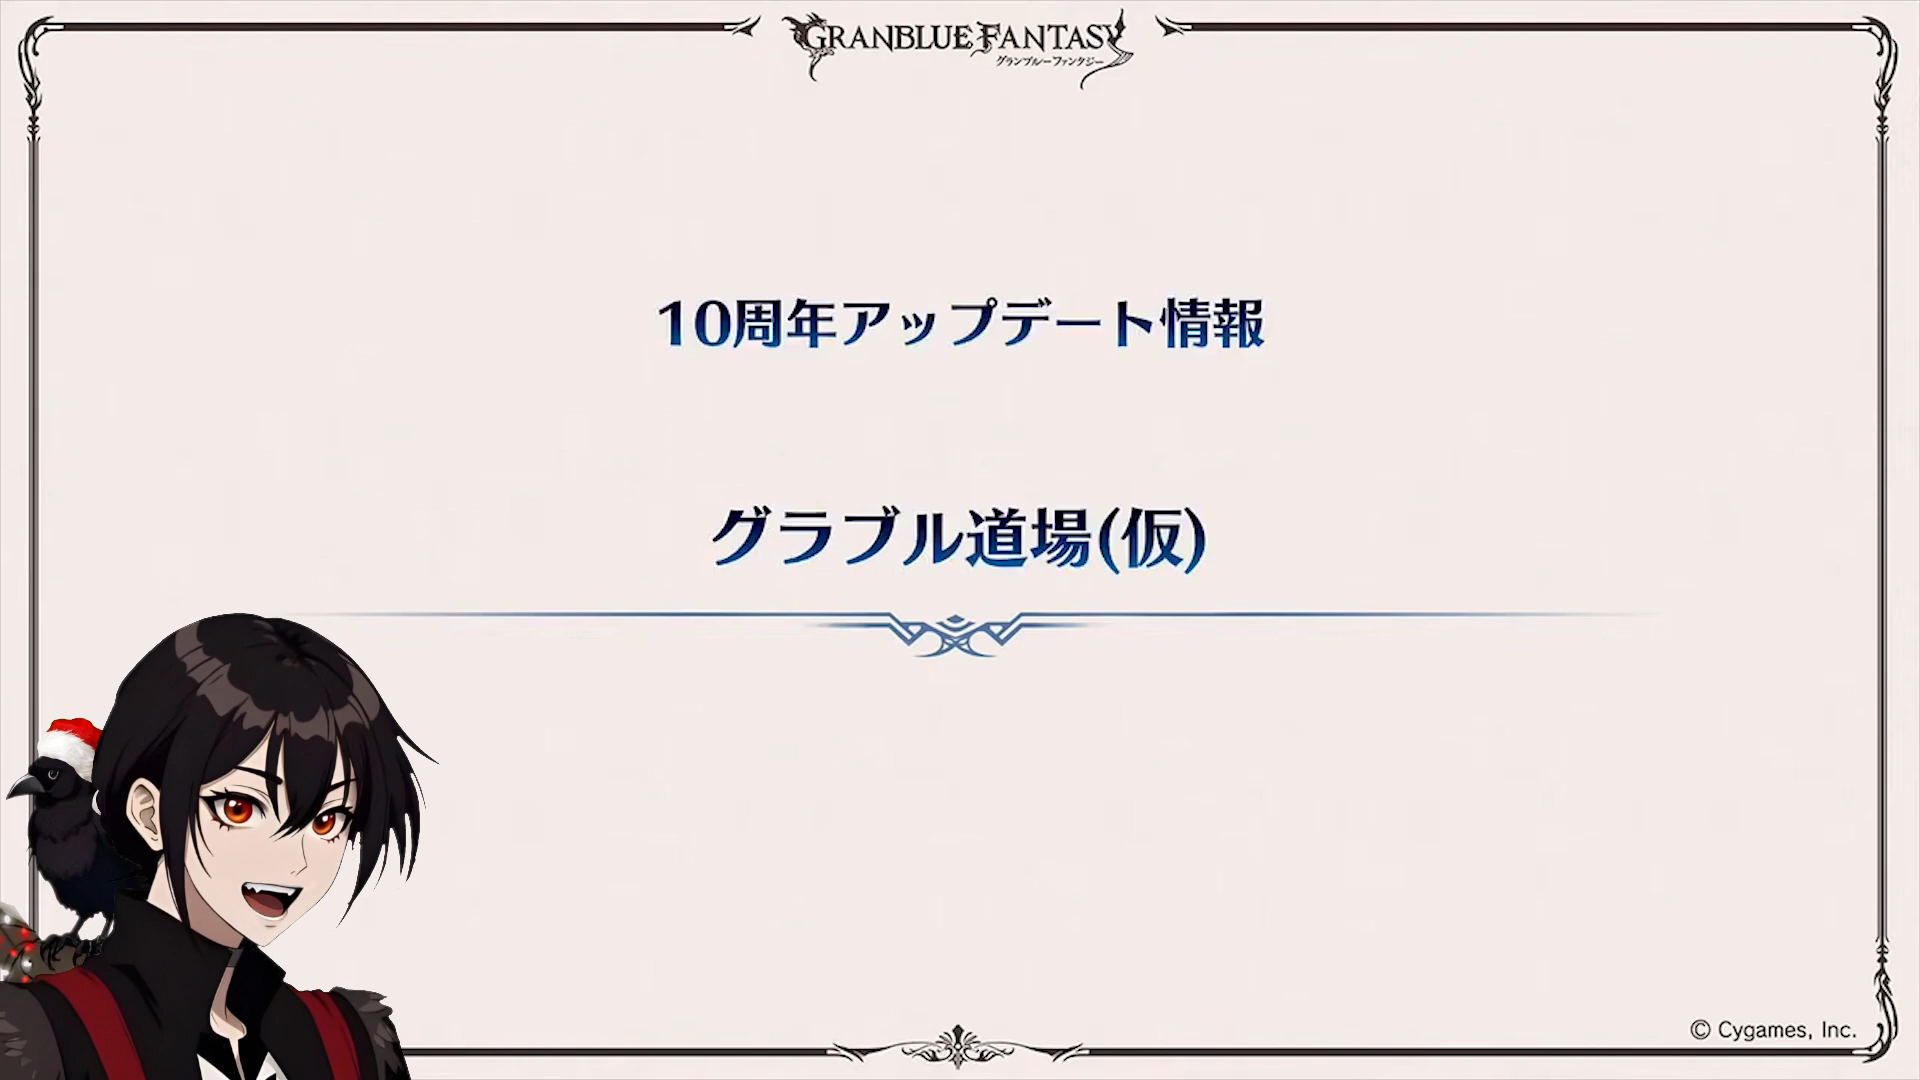 GRANBLUE FANTASY
グランブルーファンタジー
10周年アップデート情報
グラブル道場(仮)
© Cygames, Inc.